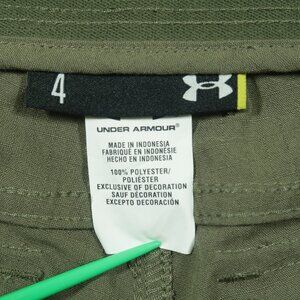 4
UNDER ARMOUR®
MADE IN INDONESIA
FABRIQUÉ EN INDONÉSIE
HECHO EN INDONESIA
100% POLYESTER/
POLIÉSTER
EXCLUSIVE OF DECORATION
SAUF DÉCORATION
EXCEPTO DECORACIÓN